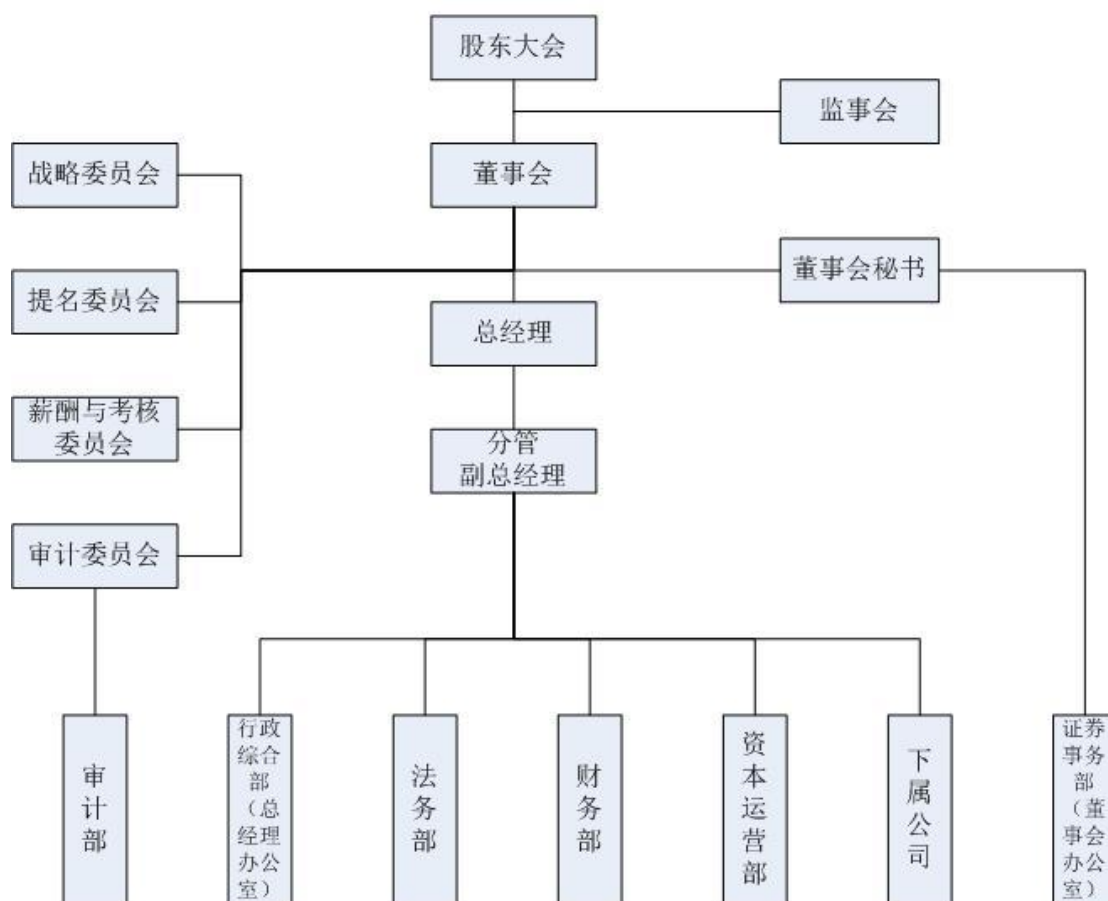 股东大会
监事会
战略委员会
董事会
董事会秘书
提名委员会
总经理
薪酬与考核
委员会
分管
副总经理
审计委员会
审计部
行政
综合
部
（总
经理
办公
室）
法务部
财务部
资本运营部
下属公司
证券
事务
部
（董
事会
办公
室）